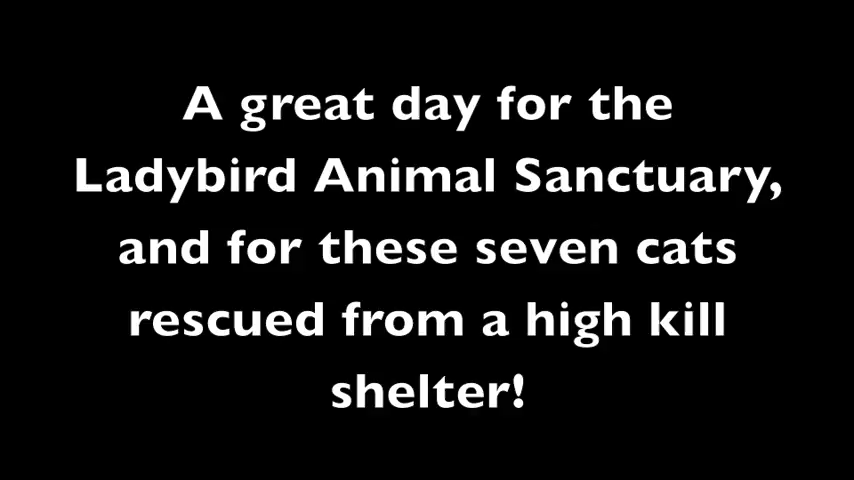 A great day for the
Ladybird Animal Sanctuary,
and for these seven cats
rescued from a high kill
shelter!